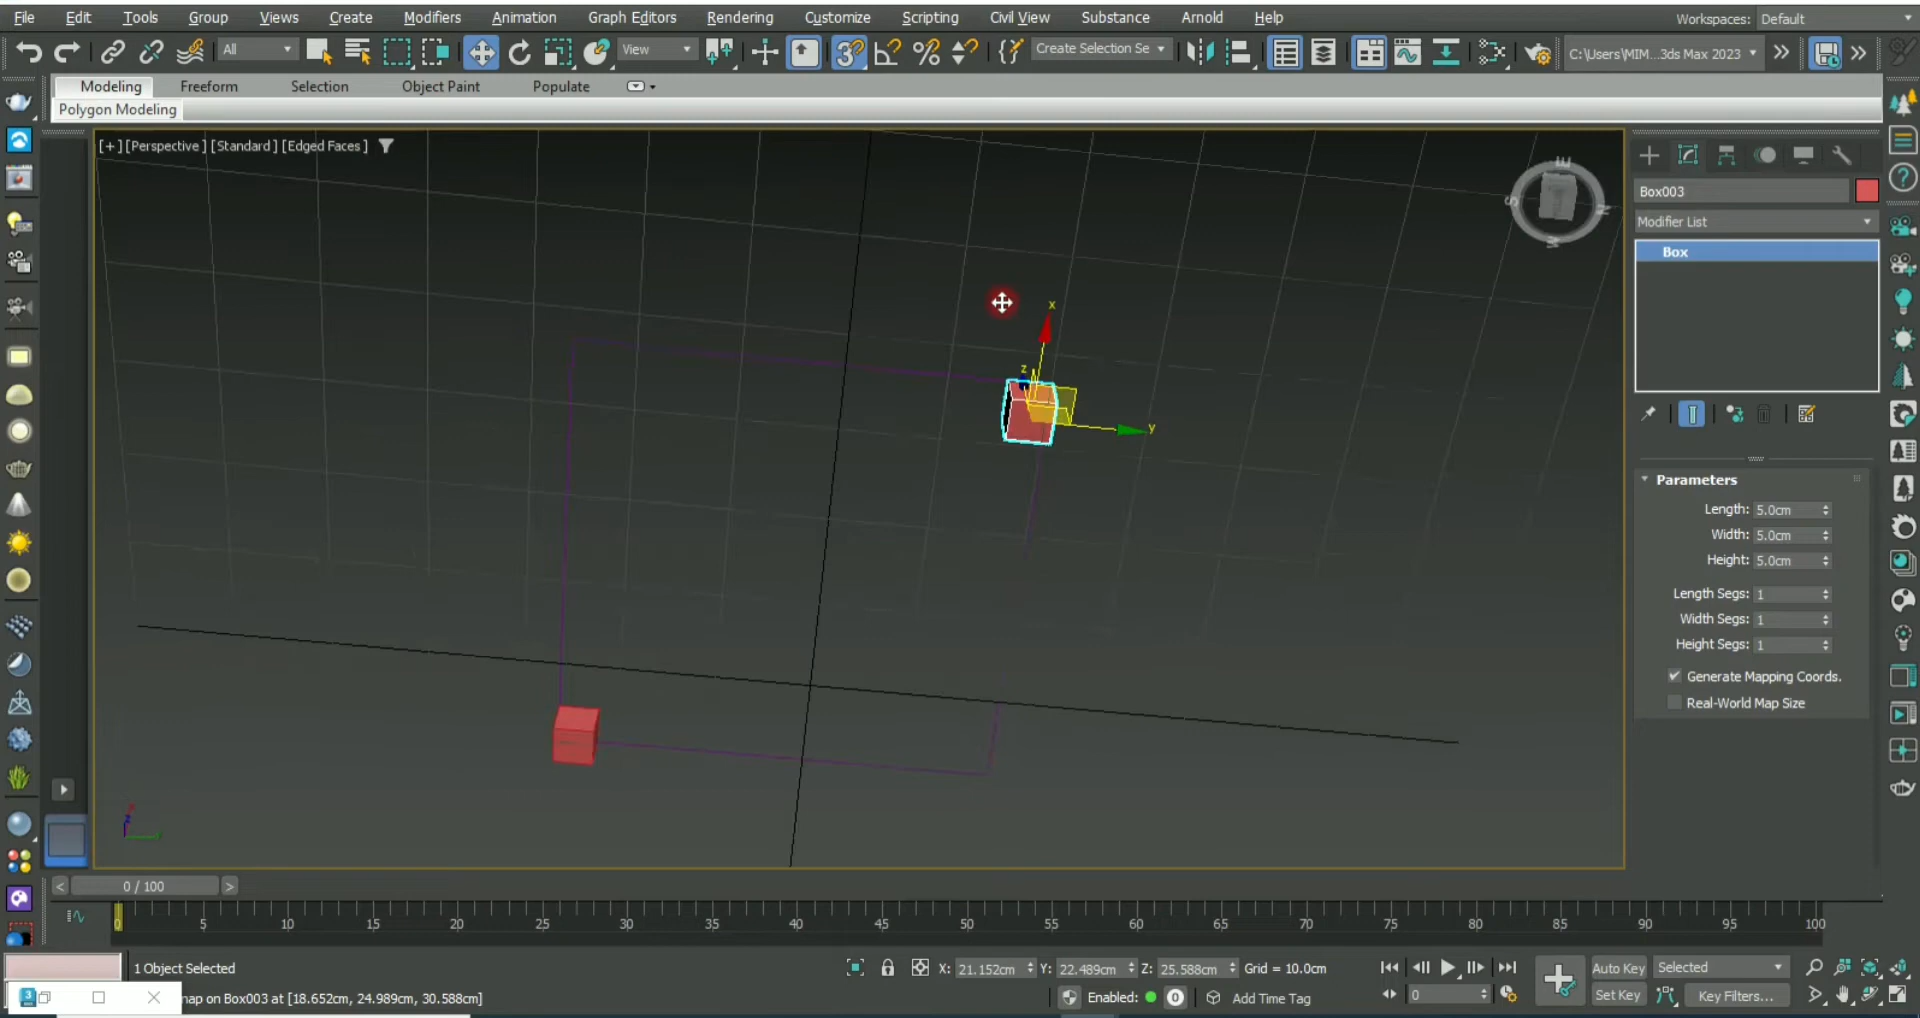 File Edit Tools Group Views Create Modifiers Animation Graph Editors Rendering Customize Scripting Civil View Substance Arnold Help Workspaces: Default
All View 3 Create Selection Se C:\Users\MIM...3ds Max 2023
Modeling Freeform Selection Object Paint Populate
Polygon Modeling
[+] [Perspective] [Standard] [Edged Faces]
E
S
N
W
x
z
y
Box003
Modifier List
Box
Parameters
Length: 5.0cm
Width: 5.0cm
Height: 5.0cm
Length Segs: 1
Width Segs: 1
Height Segs: 1
Generate Mapping Coords.
Real-World Map Size
z
< 0 / 100 >
0 5 10 15 20 25 30 35 40 45 50 55 60 65 70 75 80 85 90 95 100
1 Object Selected X: 21.152cm Y: 22.489cm Z: 25.588cm Grid = 10.0cm Auto Key Selected
3 nap on Box003 at [18.652cm, 24.989cm, 30.588cm] Enabled: 0 Add Time Tag 0 Set Key Key Filters...